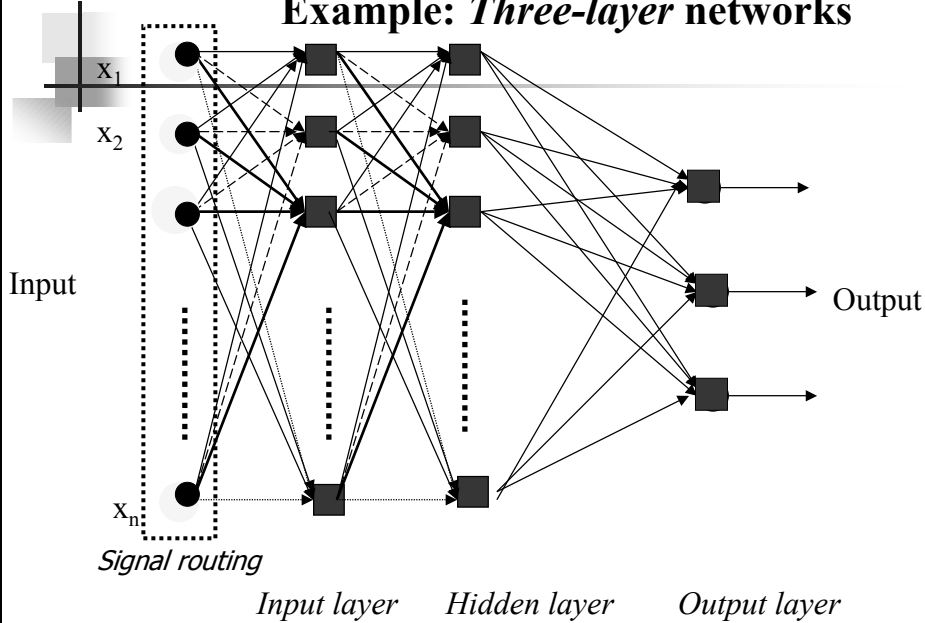 Example: Three-layer networks
x1
x2
Input
Output
xn
Signal routing
Input layer Hidden layer Output layer